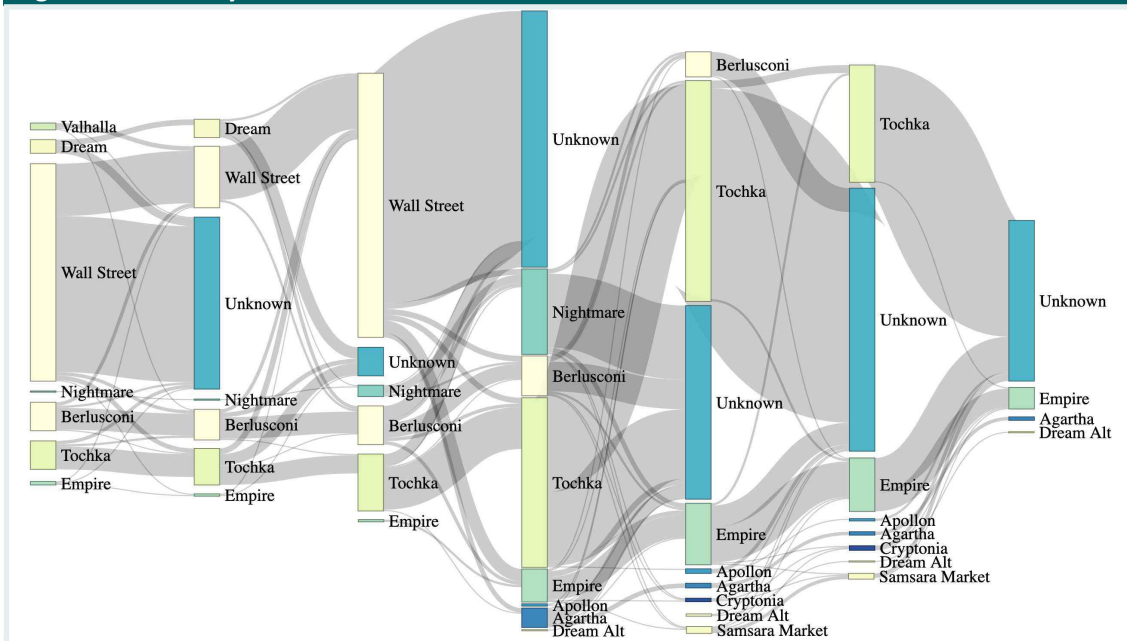 Valhalla
Dream
Wall Street
Nightmare
Berlusconi
Tochka
Empire
Dream
Wall Street
Unknown
Nightmare
Berlusconi
Tochka
Empire
Wall Street
Unknown
Nightmare
Berlusconi
Tochka
Empire
Unknown
Nightmare
Berlusconi
Tochka
Empire
Apollon
Agartha
Dream Alt
Berlusconi
Tochka
Unknown
Empire
Apollon
Agartha
Cryptonia
Dream Alt
Samsara Market
Tochka
Unknown
Empire
Apollon
Agartha
Cryptonia
Dream Alt
Samsara Market
Unknown
Empire
Agartha
Dream Alt